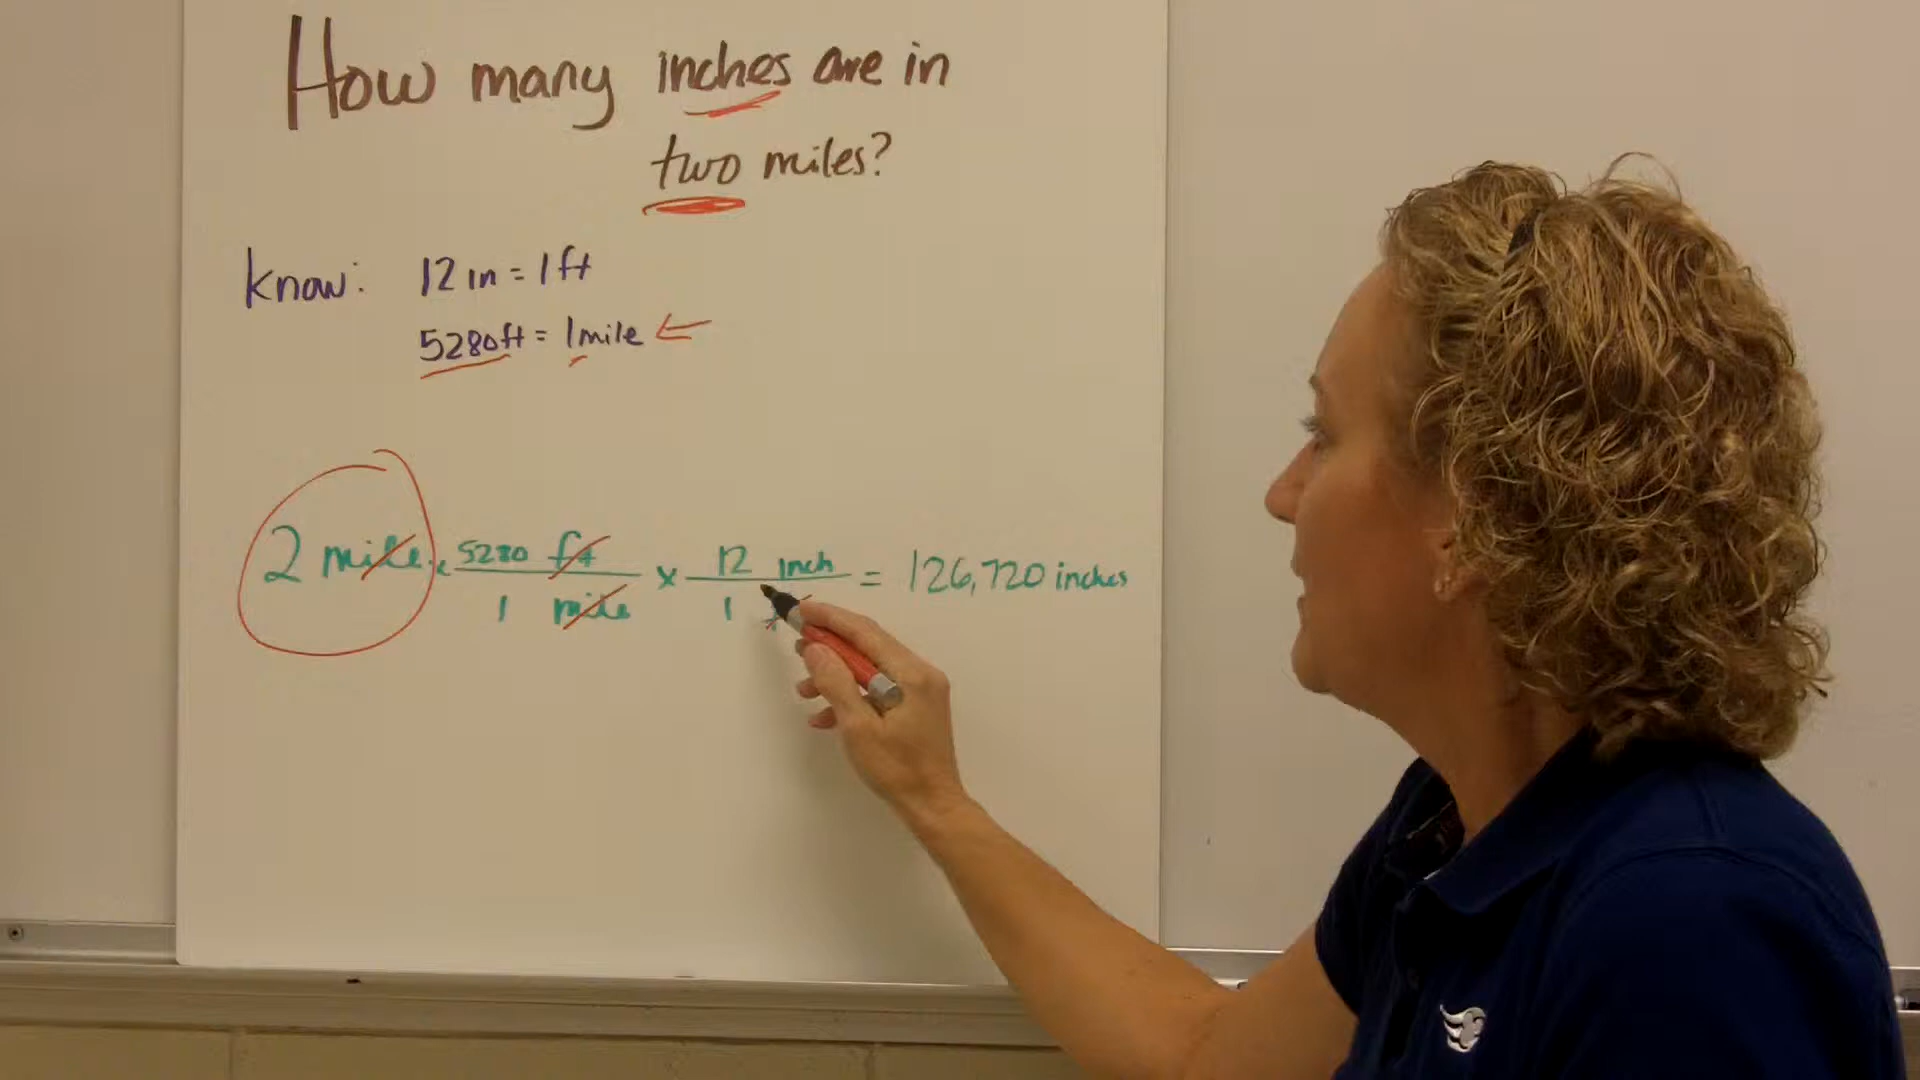 How many inches are in
two miles?
know: 12 in = 1 ft
5280 ft = 1 mile
2 mile x 5280 ft x 12 inch = 126,720 inches
1 mile 1